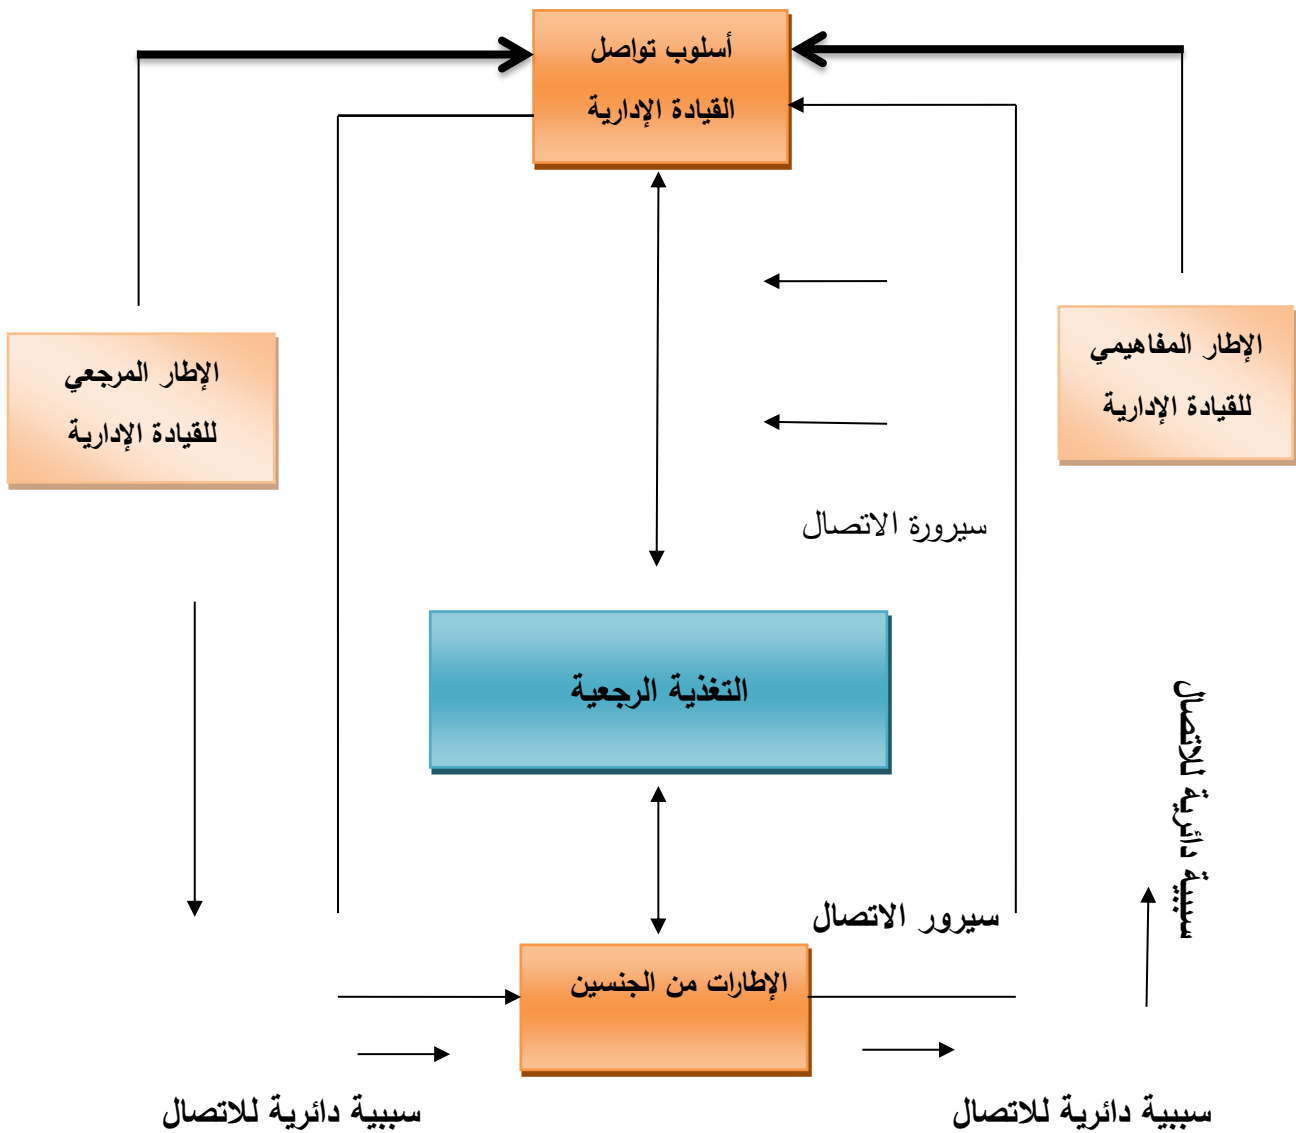 أسلوب تواصل
القيادة الإدارية
الإطار المفاهيمي
للقيادة الإدارية
الإطار المرجعي
للقيادة الإدارية
سيرورة الاتصال
التغذية الرجعية
سببية دائرية للاتصال
سيرور الاتصال
الإطارات من الجنسين
سببية دائرية للاتصال
سببية دائرية للاتصال